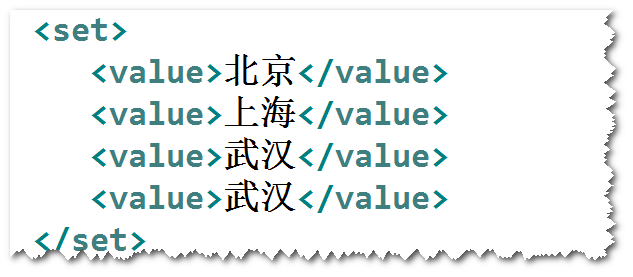 <set>
<value>北京</value>
<value>上海</value>
<value>武汉</value>
<value>武汉</value>
</set>